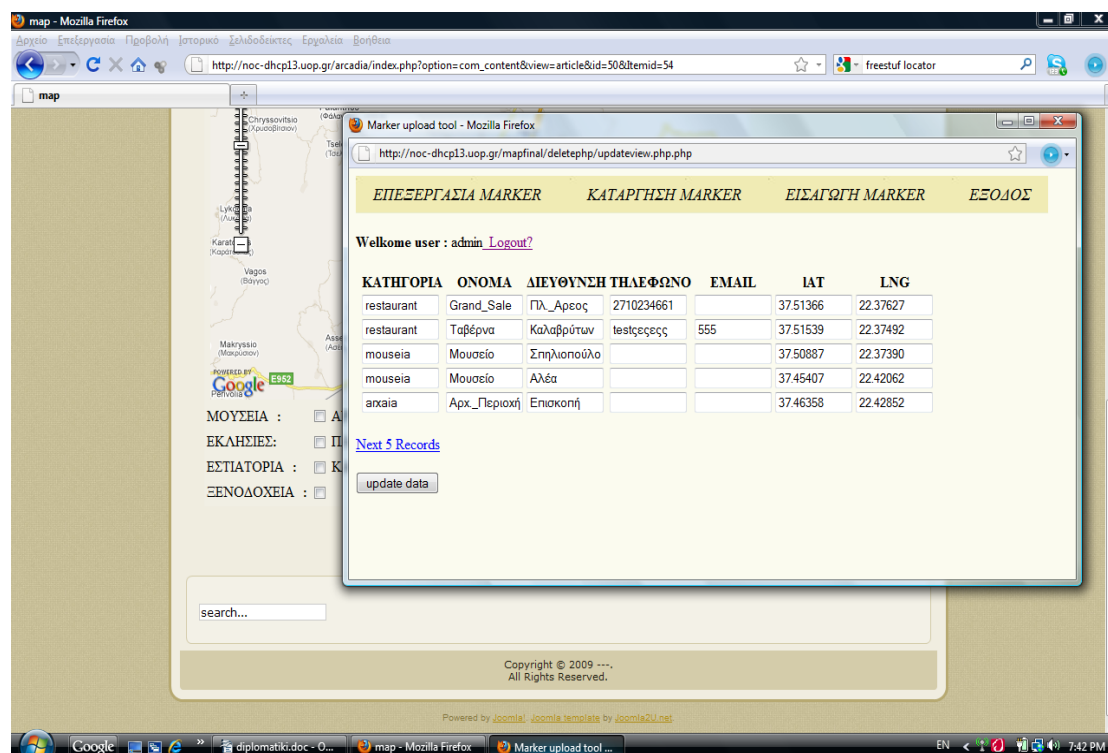 map - Mozilla Firefox
Αρχείο Επεξεργασία Προβολή Ιστορικό Σελιδοδείκτες Εργαλεία Βοήθεια
http://noc-dhcp13.uop.gr/arcadia/index.php?option=com_content&view=article&id=50&Itemid=54
freestuf locator
map
Chryssovitsio
(Χρυσοβίτσιον)
Marker upload tool - Mozilla Firefox
http://noc-dhcp13.uop.gr/mapfinal/deletephp/updateview.php.php
ΕΠΕΞΕΡΓΑΣΙΑ MARKER ΚΑΤΑΡΓΗΣΗ MARKER ΕΙΣΑΓΩΓΗ MARKER ΕΞΟΔΟΣ
Welkome user : admin Logout?
ΚΑΤΗΓΟΡΙΑ ΟΝΟΜΑ ΔΙΕΥΘΥΝΣΗ ΤΗΛΕΦΩΝΟ EMAIL lAT LNG
restaurant Grand_Sale Πλ._Αρεος 2710234661 37.51366 22.37627
restaurant Ταβέρνα Καλαβρύτων testςεςεςς 555 37.51539 22.37492
mouseia Μουσείο Σπηλιοπούλο 37.50887 22.37390
mouseia Μουσείο Αλέα 37.45407 22.42062
arxaia Αρχ._Περιοχή Επισκοπή 37.46358 22.42852
Next 5 Records
update data
Vagos
(Βάγγος)
Makryssio
(Μακρύσιον)
POWERED BY
Google
E952
ΜΟΥΣΕΙΑ :
ΕΚΛΗΣΙΕΣ:
ΕΣΤΙΑΤΟΡΙΑ :
ΞΕΝΟΔΟΧΕΙΑ :
search...
Copyright © 2009 ---.
All Rights Reserved.
Powered by Joomla!. Joomla template by Joomla2U.net.
Google
diplomatiki.doc - O...
map - Mozilla Firefox
Marker upload tool ...
EN
7:42 PM